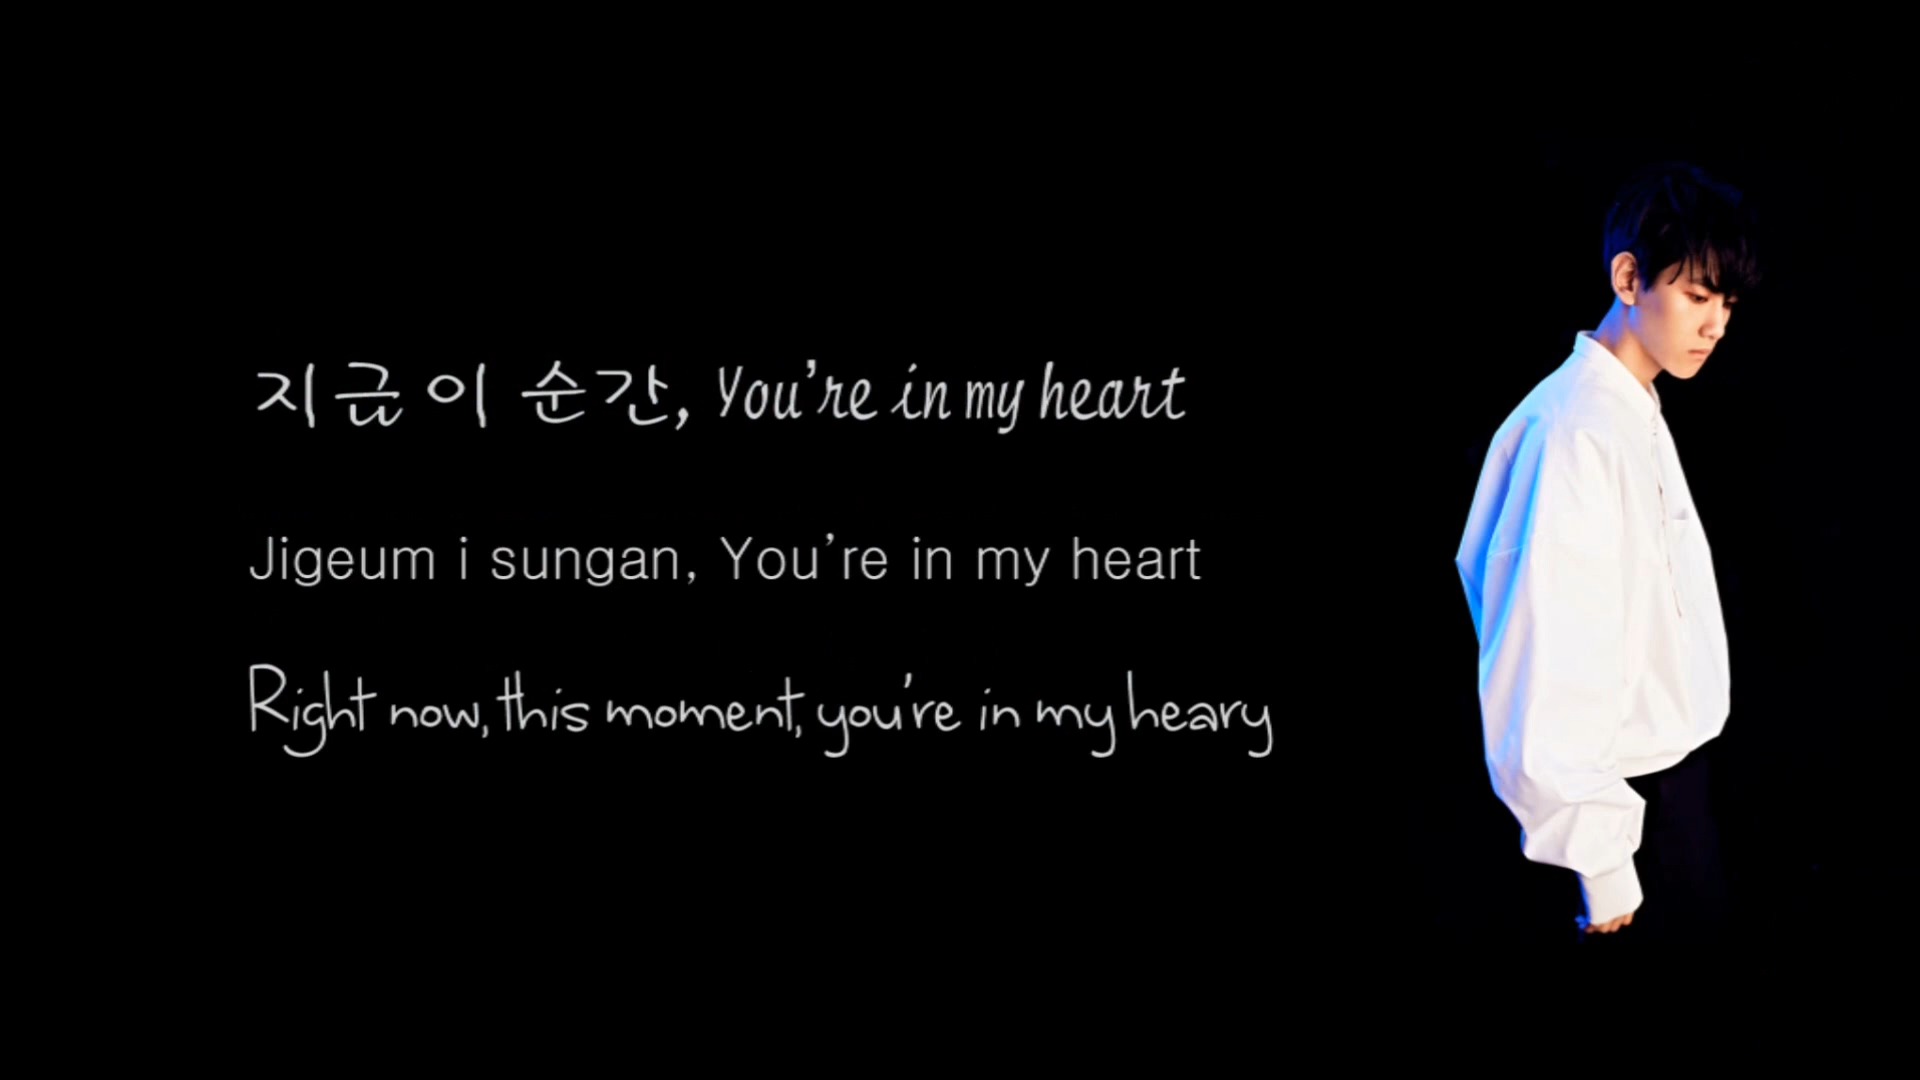 지금 이 순간, You're in my heart
Jigeum i sungan, You're in my heart
Right now, this moment, you're in my heary